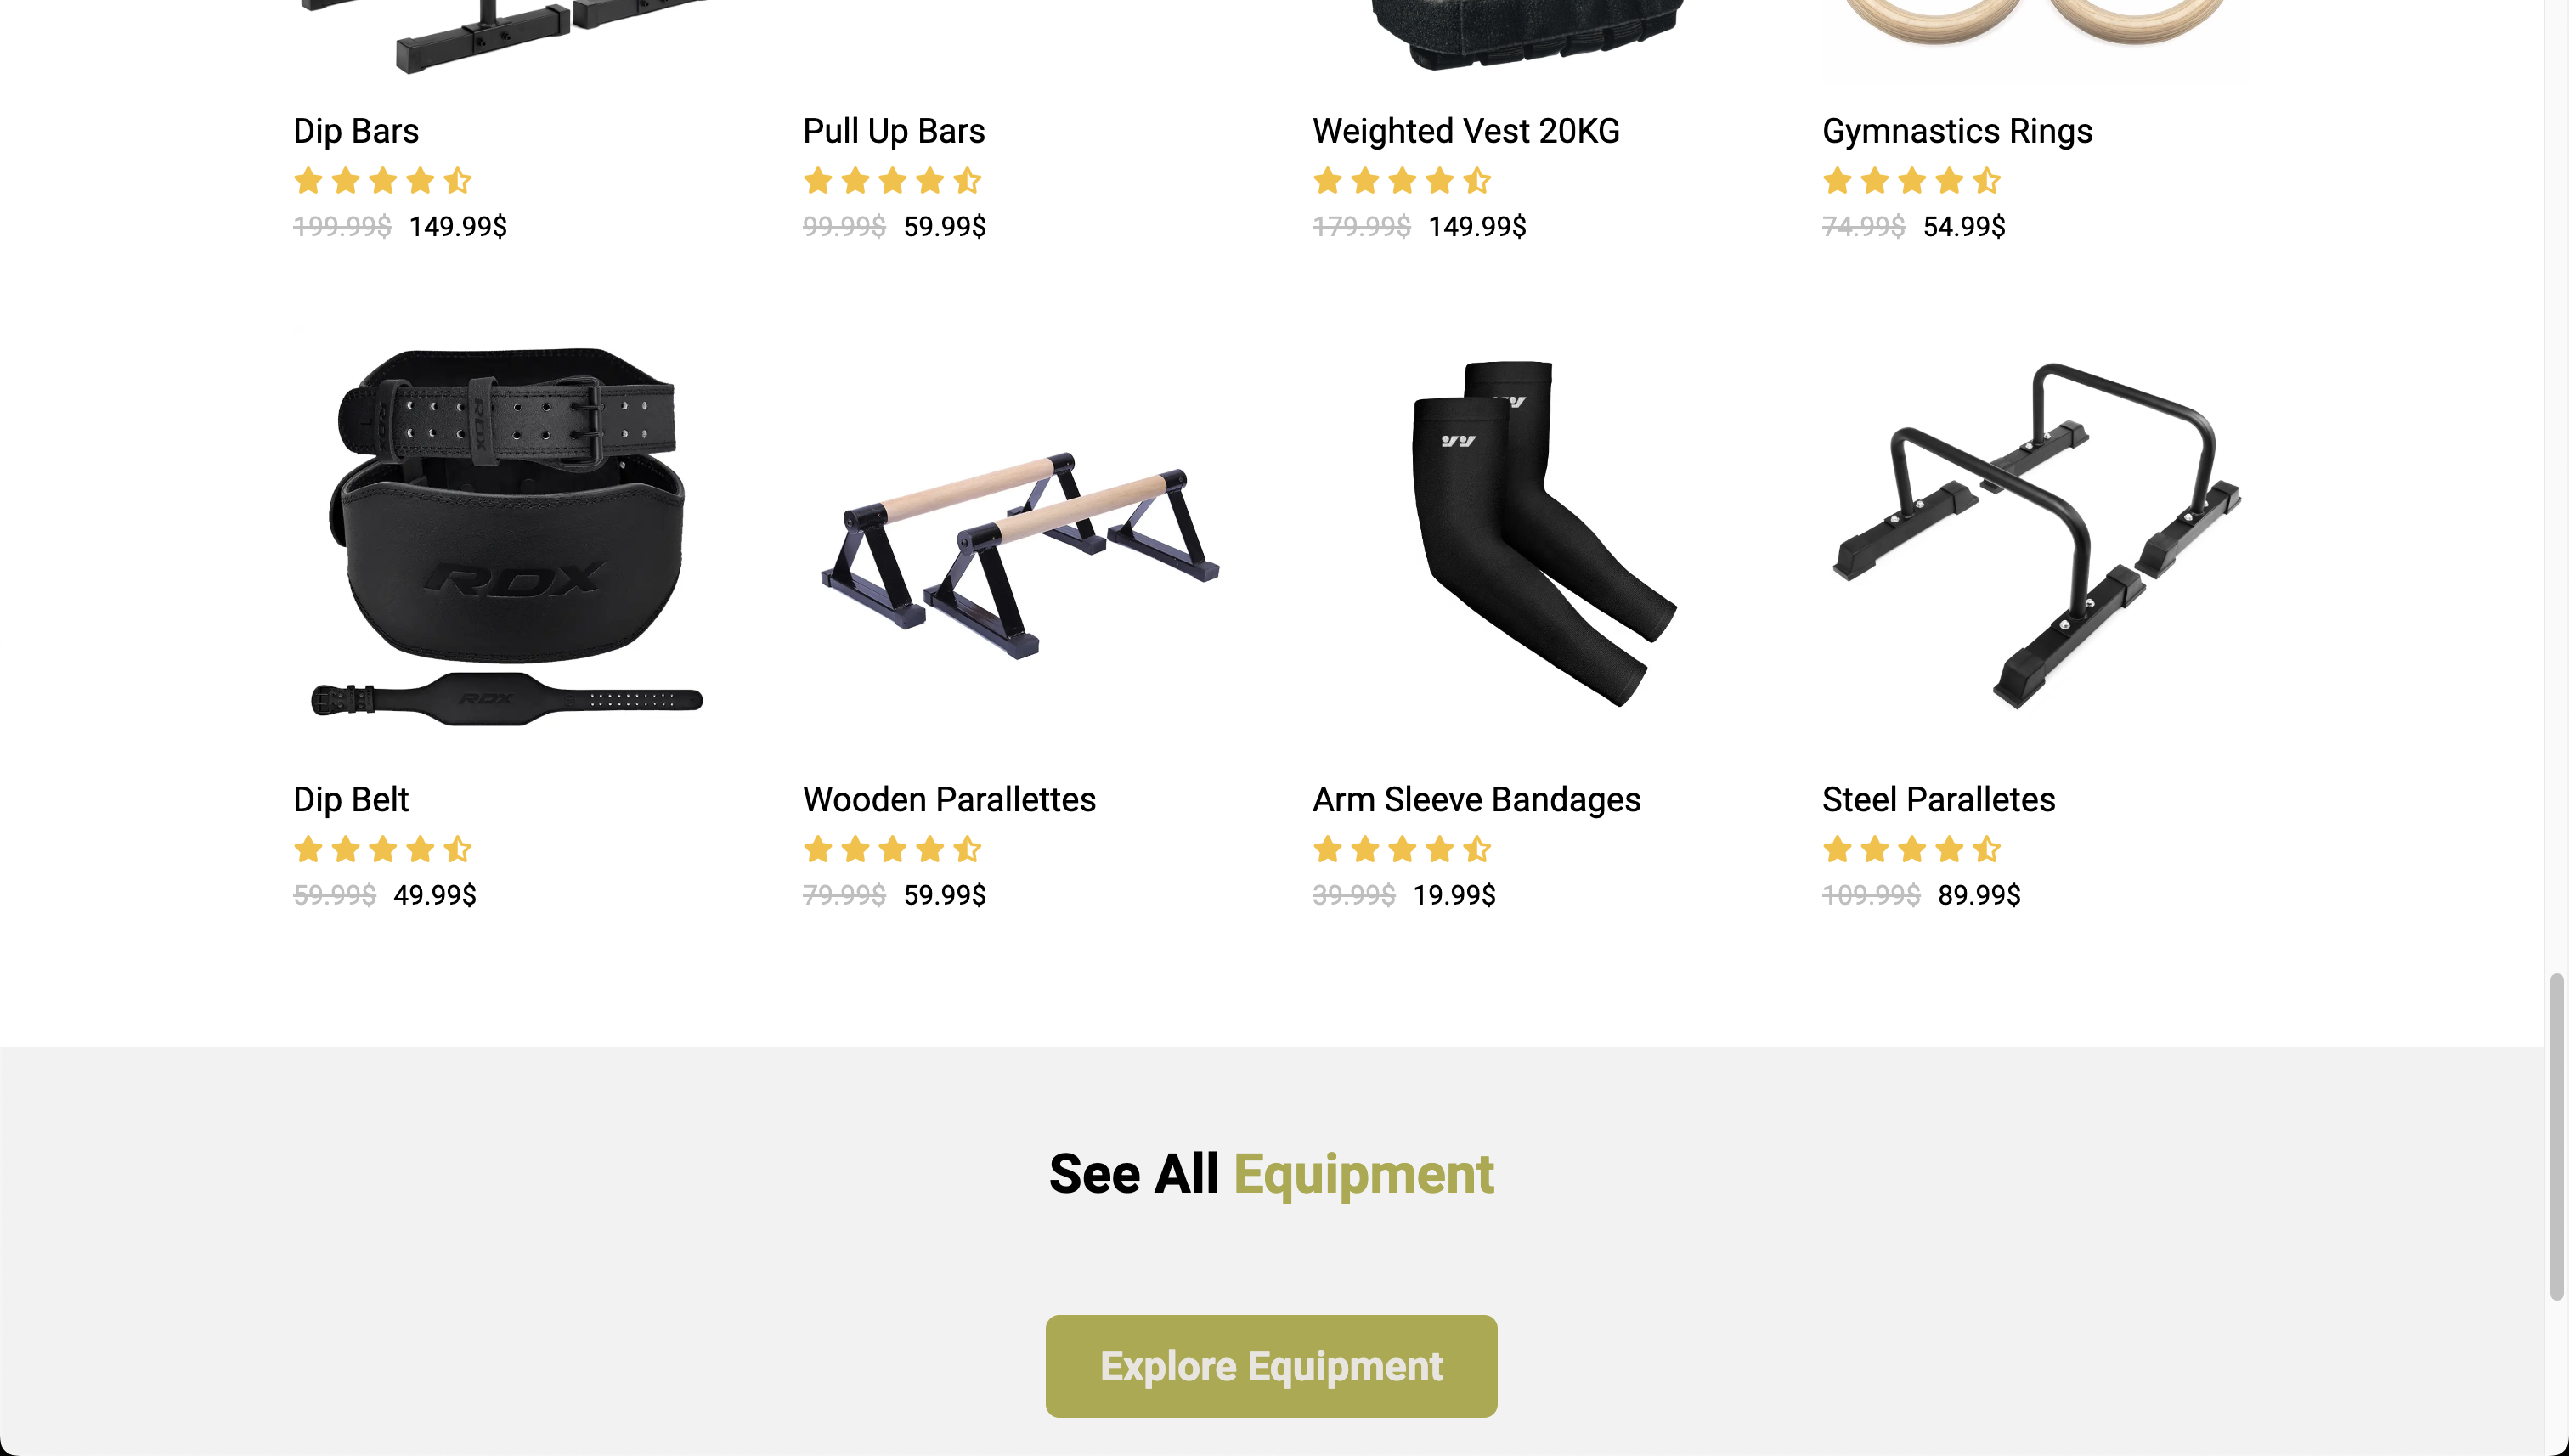 Dip Bars
Pull Up Bars
Weighted Vest 20KG
Gymnastics Rings
199.99$ 149.99$
99.99$ 59.99$
179.99$ 149.99$
74.99$ 54.99$
RDX
RDX
RDX
RDX
Dip Belt
Wooden Parallettes
Arm Sleeve Bandages
Steel Paralletes
59.99$ 49.99$
79.99$ 59.99$
39.99$ 19.99$
109.99$ 89.99$
See All Equipment
Explore Equipment